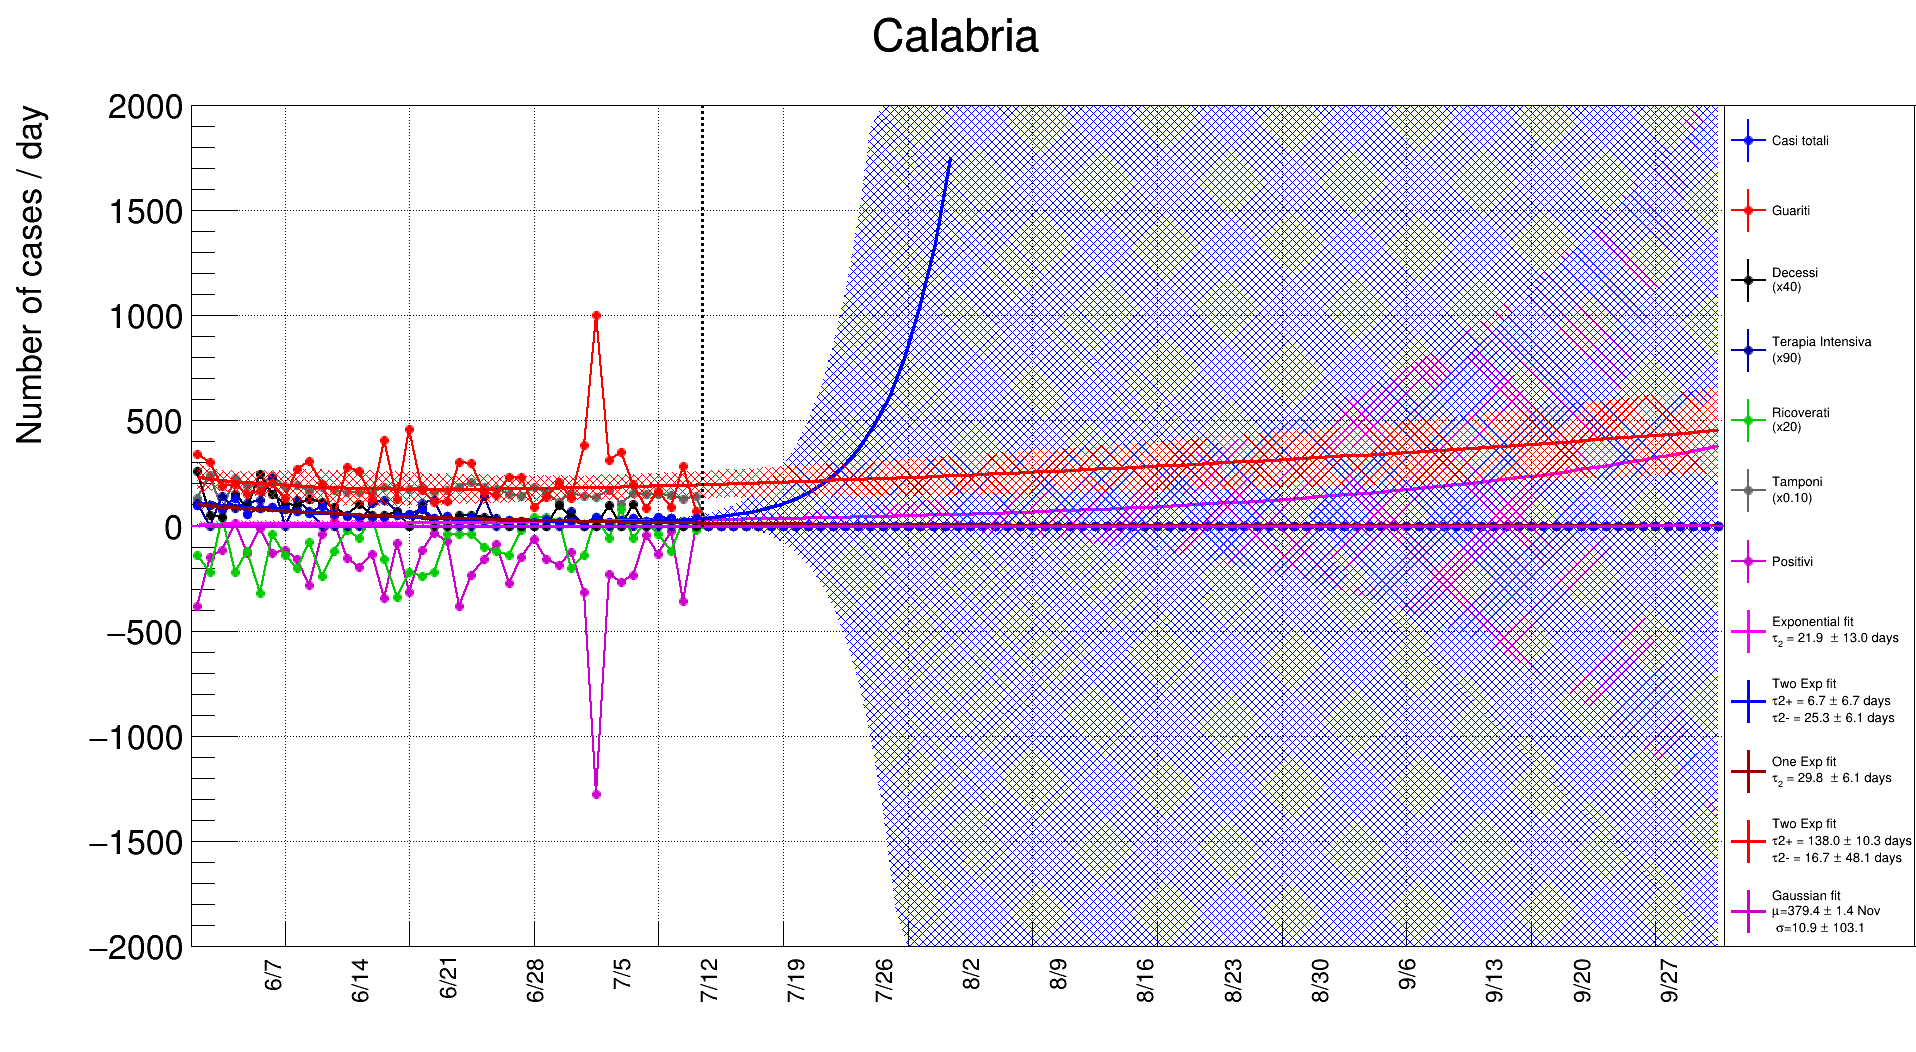 Calabria
Number of cases / day
2000
1500
1000
500
0
−500
−1000
−1500
−2000
6/7
6/14
6/21
6/28
7/5
7/12
7/19
7/26
8/2
8/9
8/16
8/23
8/30
9/6
9/13
9/20
9/27
Casi totali
Guariti
Decessi
(x40)
Terapia Intensiva
(x90)
Ricoverati
(x20)
Tamponi
(x0.10)
Positivi
Exponential fit
τ2 = 21.9 ± 13.0 days
Two Exp fit
τ2+ = 6.7 ± 6.7 days
τ2- = 25.3 ± 6.1 days
One Exp fit
τ2 = 29.8 ± 6.1 days
Two Exp fit
τ2+ = 138.0 ± 10.3 days
τ2- = 16.7 ± 48.1 days
Gaussian fit
μ=379.4 ± 1.4 Nov
σ=10.9 ± 103.1